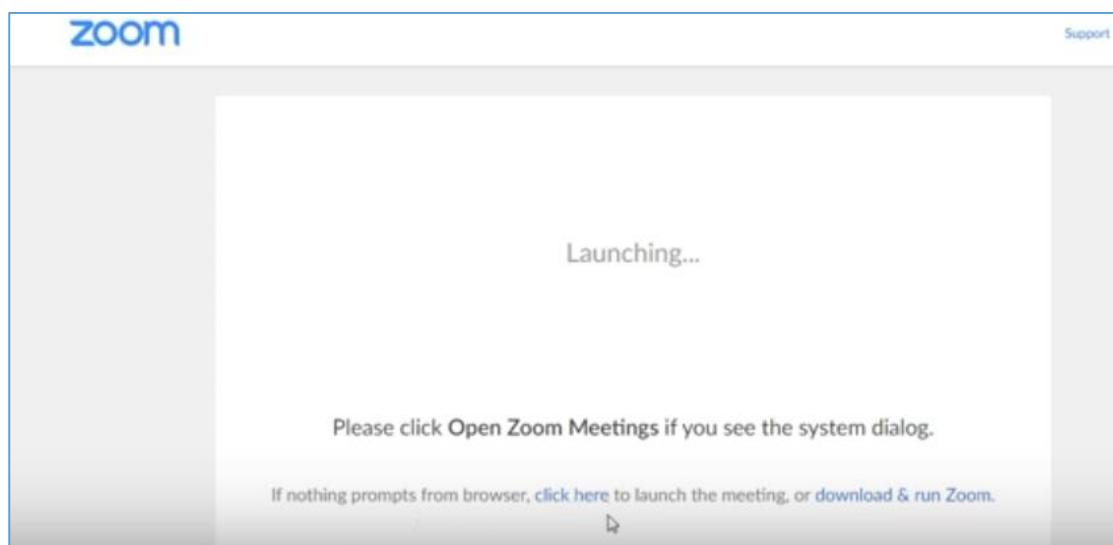 zoom
Support
Launching...
Please click Open Zoom Meetings if you see the system dialog.
If nothing prompts from browser, click here to launch the meeting, or download & run Zoom.